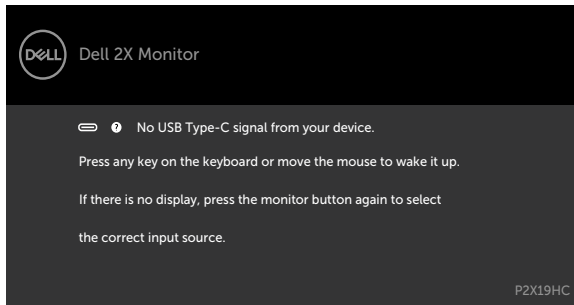 DELL
Dell 2X Monitor
? No USB Type-C signal from your device.
Press any key on the keyboard or move the mouse to wake it up.
If there is no display, press the monitor button again to select
the correct input source.
P2X19HC